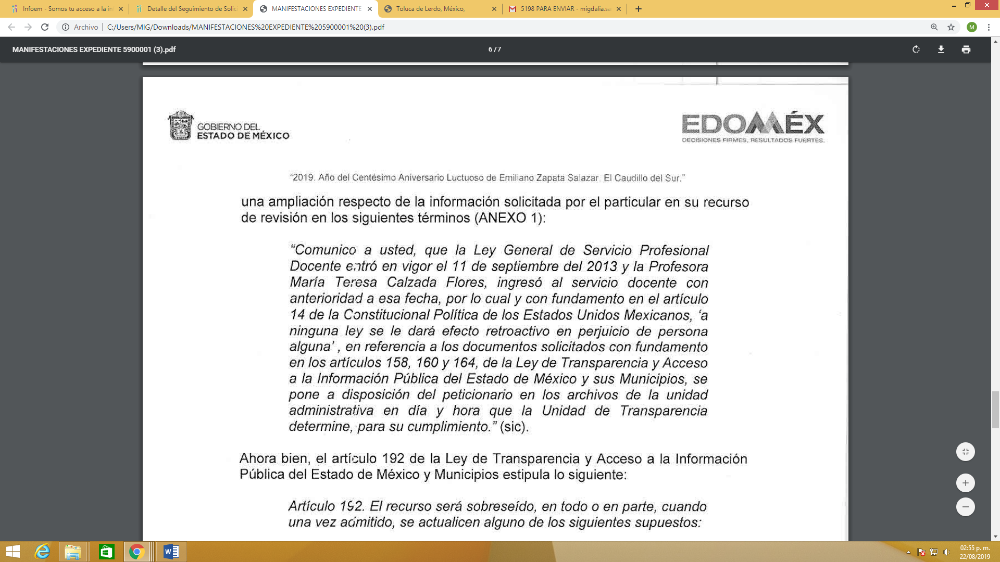 Infoem - Somos tu acceso a la in
Detalle del Seguimiento de Solic
MANIFESTACIONES EXPEDIENTE
Toluca de Lerdo, México,
5198 PARA ENVIAR - migdalia.sa
Archivo
C:/Users/MIG/Downloads/MANIFESTACIONES%20EXPEDIENTE%205900001%20(3).pdf
M
MANIFESTACIONES EXPEDIENTE 5900001 (3).pdf
6 / 7
GOBIERNO DEL
ESTADO DE MÉXICO
EDOMÉX
DECISIONES FIRMES, RESULTADOS FUERTES.
"2019. Año del Centésimo Aniversario Luctuoso de Emiliano Zapata Salazar. El Caudillo del Sur."
una ampliación respecto de la información solicitada por el particular en su recurso
de revisión en los siguientes términos (ANEXO 1):
"Comunico a usted, que la Ley General de Servicio Profesional
Docente entró en vigor el 11 de septiembre del 2013 y la Profesora
María Teresa Calzada Flores, ingresó al servicio docente con
anterioridad a esa fecha, por lo cual y con fundamento en el artículo
14 de la Constitucional Política de los Estados Unidos Mexicanos, 'a
ninguna ley se le dará efecto retroactivo en perjuicio de persona
alguna' , en referencia a los documentos solicitados con fundamento
en los artículos 158, 160 y 164, de la Ley de Transparencia y Acceso
a la Información Pública del Estado de México y sus Municipios, se
pone a disposición del peticionario en los archivos de la unidad
administrativa en día y hora que la Unidad de Transparencia
determine, para su cumplimiento." (sic).
Ahora bien, el artículo 192 de la Ley de Transparencia y Acceso a la Información
Pública del Estado de México y Municipios estipula lo siguiente:
Artículo 192. El recurso será sobreseído, en todo o en parte, cuando
una vez admitido, se actualicen alguno de los siguientes supuestos:
02:55 p. m.
22/08/2019